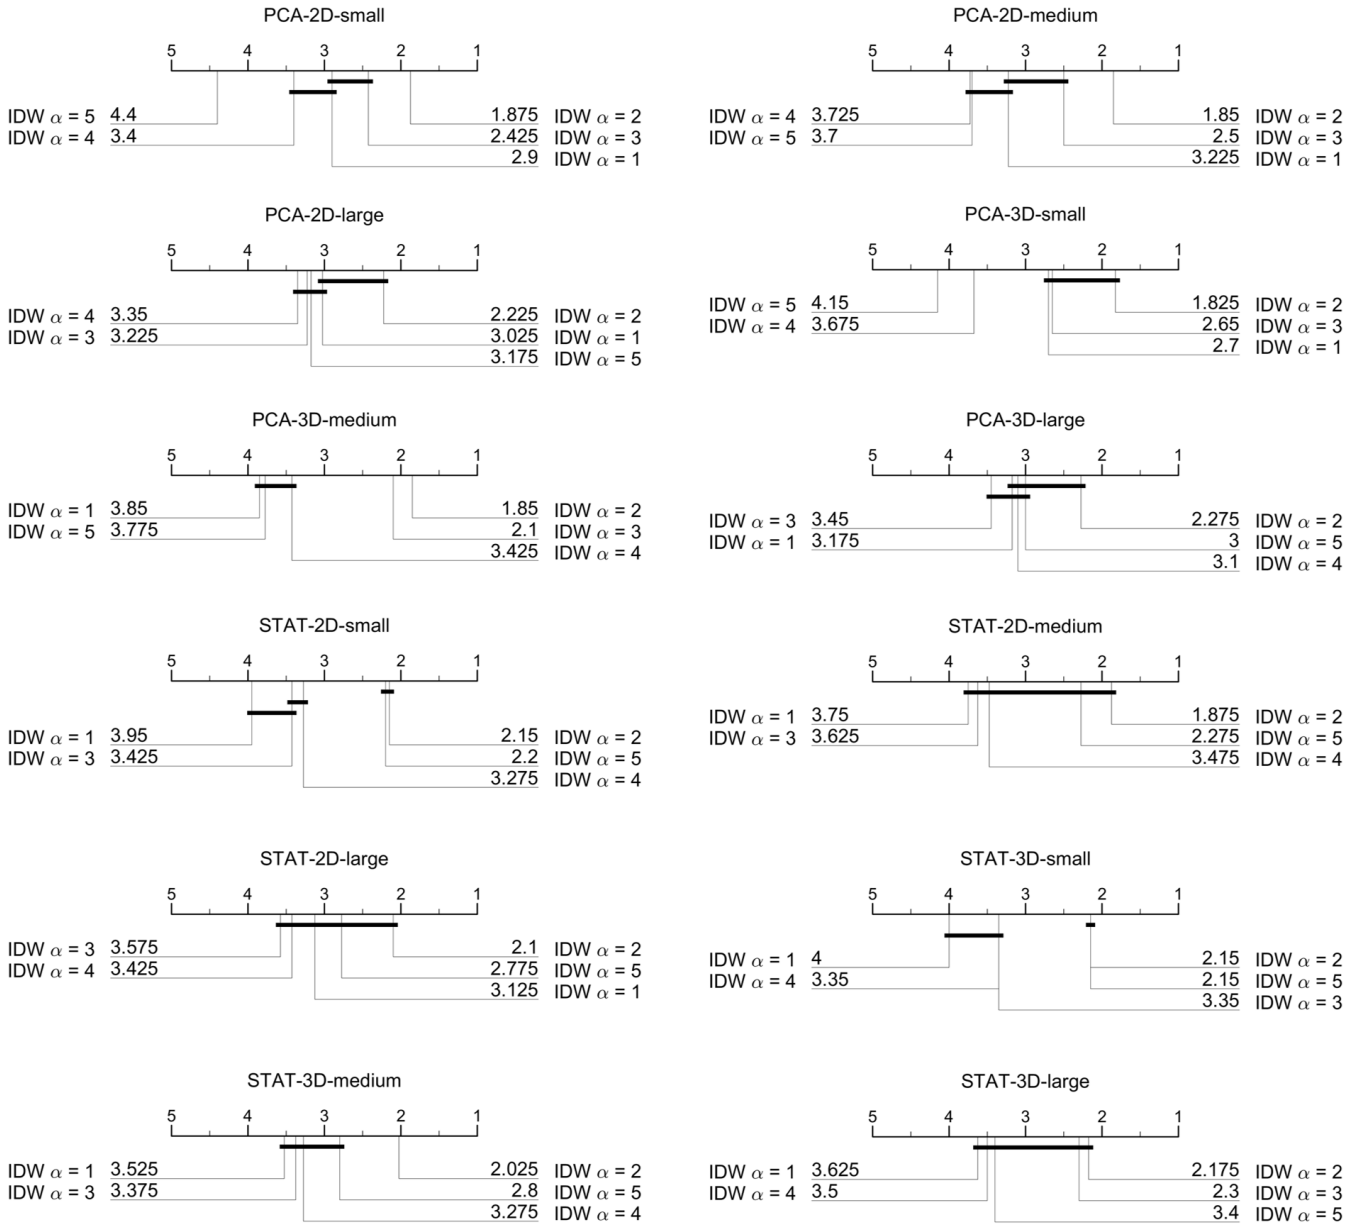 PCA-2D-small
5 4 3 2 1
IDW α = 5 4.4 1.875 IDW α = 2
IDW α = 4 3.4 2.425 IDW α = 3
2.9 IDW α = 1
PCA-2D-medium
5 4 3 2 1
IDW α = 4 3.725 1.85 IDW α = 2
IDW α = 5 3.7 2.5 IDW α = 3
3.225 IDW α = 1
PCA-2D-large
5 4 3 2 1
IDW α = 4 3.35 2.225 IDW α = 2
IDW α = 3 3.225 3.025 IDW α = 1
3.175 IDW α = 5
PCA-3D-small
5 4 3 2 1
IDW α = 5 4.15 1.825 IDW α = 2
IDW α = 4 3.675 2.65 IDW α = 3
2.7 IDW α = 1
PCA-3D-medium
5 4 3 2 1
IDW α = 1 3.85 1.85 IDW α = 2
IDW α = 5 3.775 2.1 IDW α = 3
3.425 IDW α = 4
PCA-3D-large
5 4 3 2 1
IDW α = 3 3.45 2.275 IDW α = 2
IDW α = 1 3.175 3 IDW α = 5
3.1 IDW α = 4
STAT-2D-small
5 4 3 2 1
IDW α = 1 3.95 2.15 IDW α = 2
IDW α = 3 3.425 2.2 IDW α = 5
3.275 IDW α = 4
STAT-2D-medium
5 4 3 2 1
IDW α = 1 3.75 1.875 IDW α = 2
IDW α = 3 3.625 2.275 IDW α = 5
3.475 IDW α = 4
STAT-2D-large
5 4 3 2 1
IDW α = 3 3.575 2.1 IDW α = 2
IDW α = 4 3.425 2.775 IDW α = 5
3.125 IDW α = 1
STAT-3D-small
5 4 3 2 1
IDW α = 1 4 2.15 IDW α = 2
IDW α = 4 3.35 2.15 IDW α = 5
3.35 IDW α = 3
STAT-3D-medium
5 4 3 2 1
IDW α = 1 3.525 2.025 IDW α = 2
IDW α = 3 3.375 2.8 IDW α = 5
3.275 IDW α = 4
STAT-3D-large
5 4 3 2 1
IDW α = 1 3.625 2.175 IDW α = 2
IDW α = 4 3.5 2.3 IDW α = 3
3.4 IDW α = 5